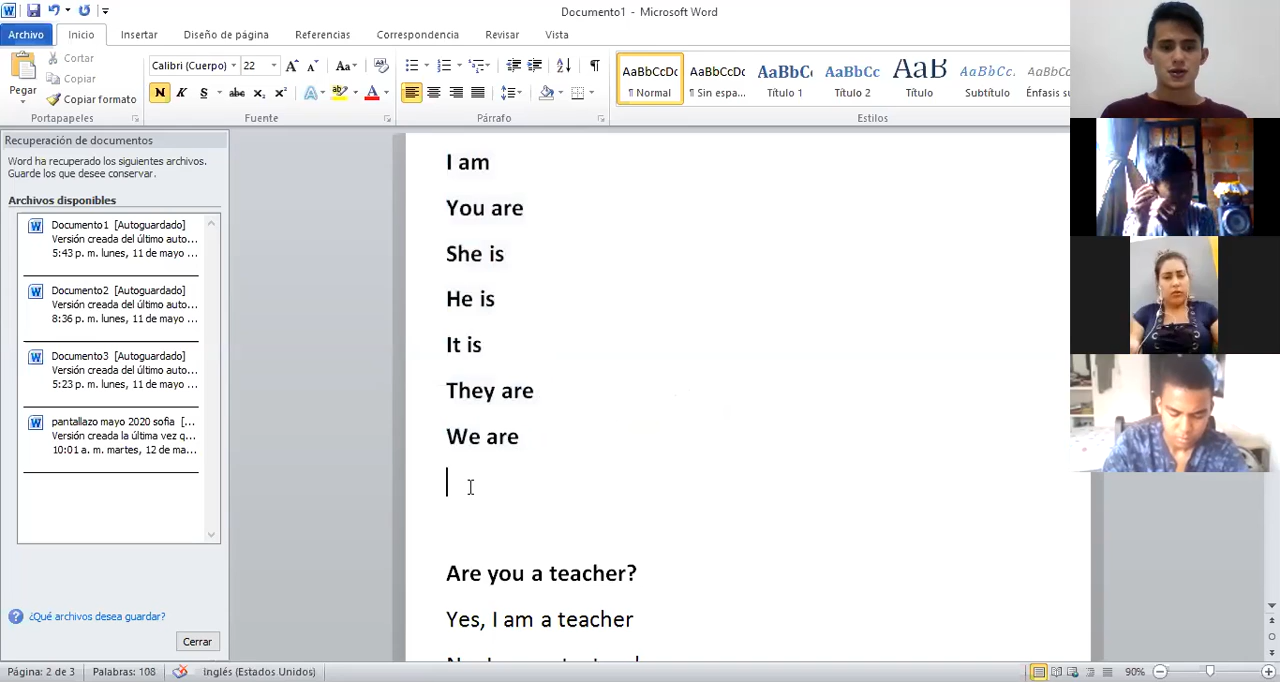 Documento1 - Microsoft Word
Archivo Inicio Insertar Diseño de página Referencias Correspondencia Revisar Vista
Pegar
Cortar
Copiar
Copiar formato
Portapapeles
Calibri (Cuerpo) 22
Fuente
Párrafo
AaBbCcDc AaBbCcDc AaBbC AaBbCc AaB AaBbCc. AaBbCcDc
¶ Normal ¶ Sin espa... Título 1 Título 2 Título Subtítulo Énfasis su
Estilos
Recuperación de documentos
Word ha recuperado los siguientes archivos.
Guarde los que desee conservar.
Archivos disponibles
Documento1 [Autoguardado]
Versión creada del último auto...
5:43 p. m. lunes, 11 de mayo ...
Documento2 [Autoguardado]
Versión creada del último auto...
8:36 p. m. lunes, 11 de mayo ...
Documento3 [Autoguardado]
Versión creada del último auto...
5:23 p. m. lunes, 11 de mayo ...
pantallazo mayo 2020 sofia [...
Versión creada la última vez q...
10:01 a. m. martes, 12 de ma...
¿Qué archivos desea guardar?
Cerrar
I am
You are
She is
He is
It is
They are
We are
Are you a teacher?
Yes, I am a teacher
Página: 2 de 3 Palabras: 108 Inglés (Estados Unidos) 90%